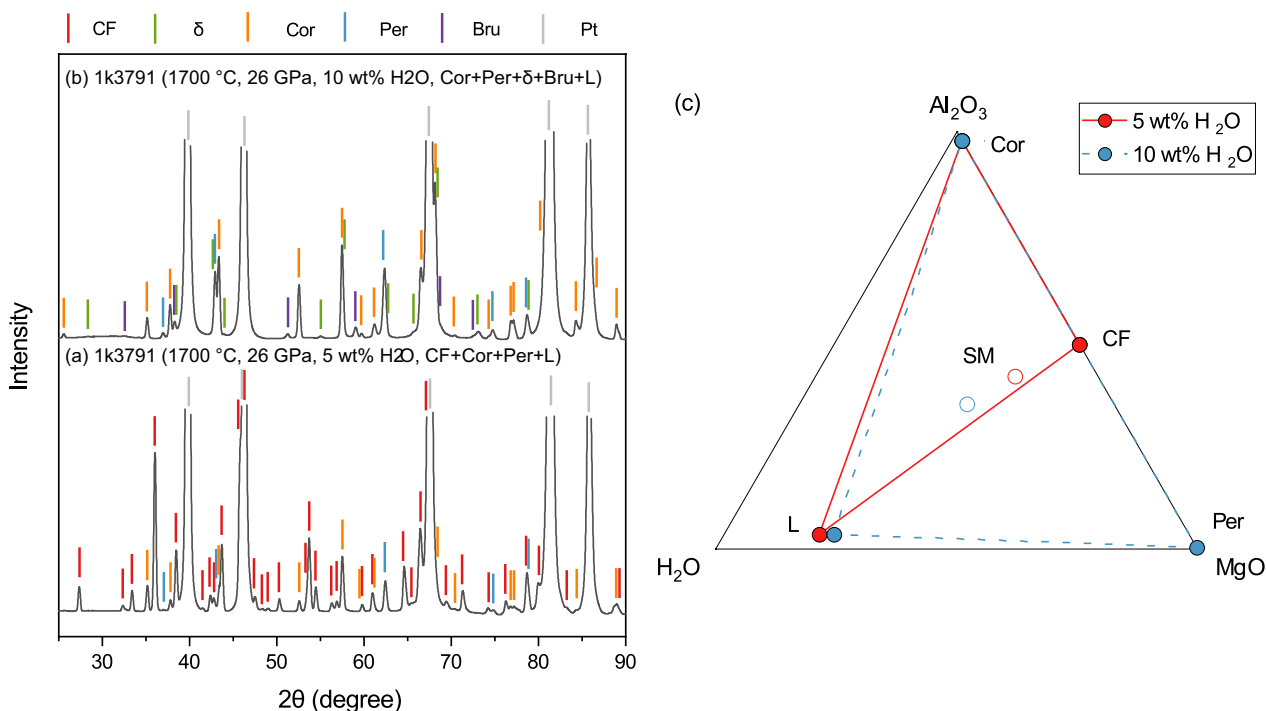 CF δ Cor Per Bru Pt
(b) 1k3791 (1700 °C, 26 GPa, 10 wt% H2O, Cor+Per+δ+Bru+L)
(a) 1k3791 (1700 °C, 26 GPa, 5 wt% H2O, CF+Cor+Per+L)
Intensity
30 40 50 60 70 80 90
2θ (degree)
(c)
Al2O3
Cor
5 wt% H2O
10 wt% H2O
CF
SM
L
Per
H2O
MgO